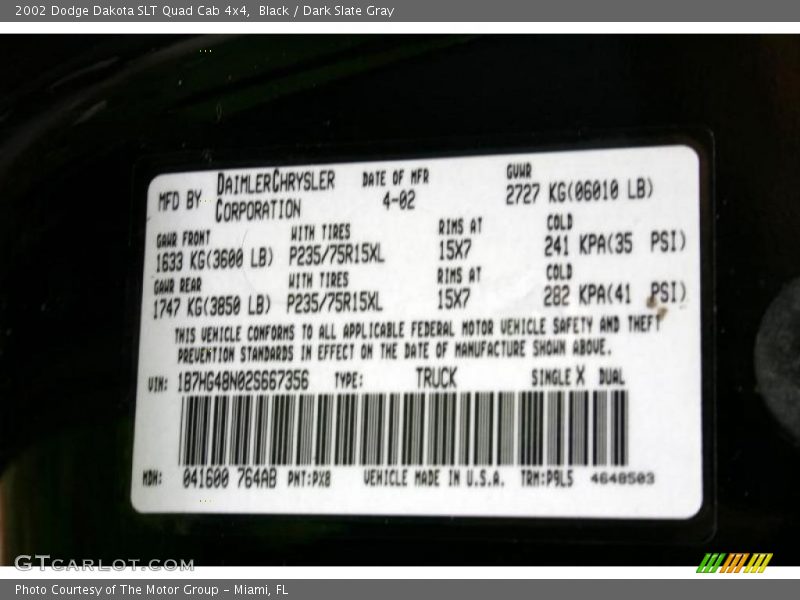 2002 Dodge Dakota SLT Quad Cab 4x4, Black / Dark Slate Gray
MFD BY DAIMLERCHRYSLER CORPORATION DATE OF MFR 4-02 GVWR 2727 KG(06010 LB)
GAWR FRONT WITH TIRES RIMS AT COLD
1633 KG(3600 LB) P235/75R15XL 15X7 241 KPA(35 PSI)
GAWR REAR WITH TIRES RIMS AT COLD
1747 KG(3850 LB) P235/75R15XL 15X7 282 KPA(41 PSI)
THIS VEHICLE CONFORMS TO ALL APPLICABLE FEDERAL MOTOR VEHICLE SAFETY AND THEFT
PREVENTION STANDARDS IN EFFECT ON THE DATE OF MANUFACTURE SHOWN ABOVE.
VIN: 1B7HG48N02S667356 TYPE: TRUCK SINGLE X DUAL
MDH: 041600 764AB PNT:PX8 VEHICLE MADE IN U.S.A. TRM:P9L5 4648503
GTCARLOT.COM
Photo Courtesy of The Motor Group - Miami, FL